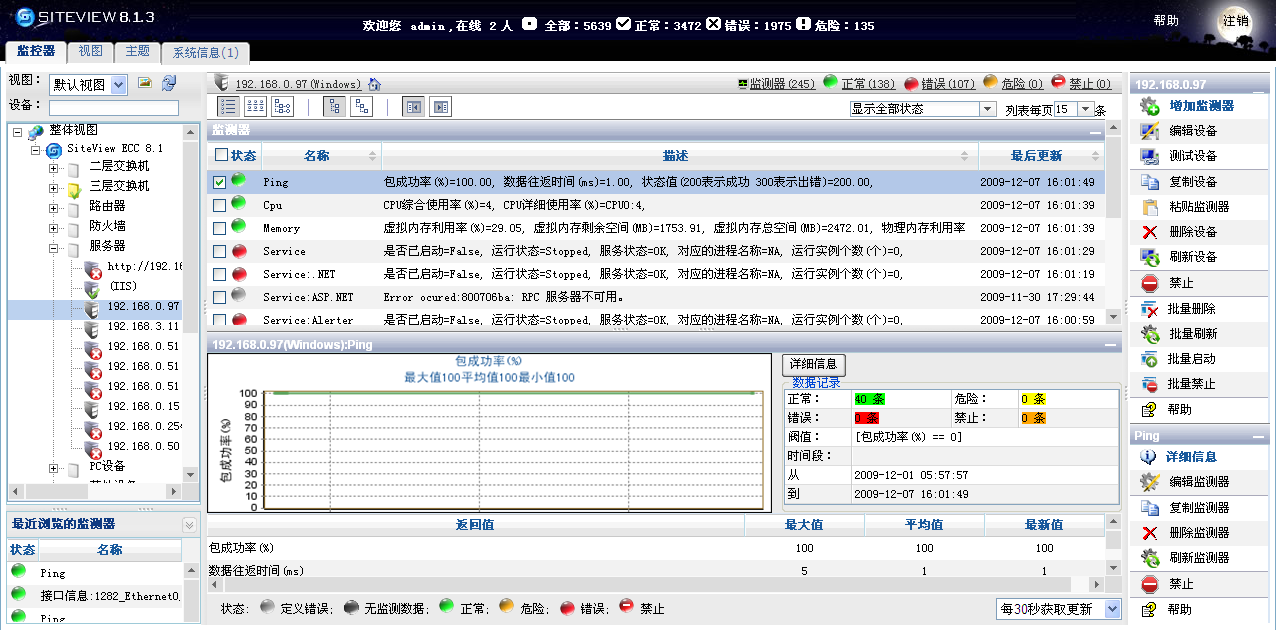 SITEVIEW 8.1.3
欢迎您 admin,在线 2 人 全部：5639 正常：3472 错误：1975 危险：135
帮助 注销
监控器 视图 主题 系统信息(1)
视图： 默认视图
设备：
整体视图
SiteView ECC 8.1
二层交换机
三层交换机
路由器
防火墙
服务器
http://192.16
(IIS)
192.168.0.97
192.168.3.11
192.168.0.51
192.168.0.51
192.168.0.51
192.168.0.15
192.168.0.50
PC设备
最近浏览的监测器
状态 名称
Ping
接口信息:1282_Ethernet0,
Ping
192.168.0.97(Windows)
监测器(245) 正常(138) 错误(107) 危险(0) 禁止(0)
显示全部状态 列表每页 15 条
监测器
状态 名称 描述 最后更新
Ping 包成功率(%)=100.00, 数据往返时间(ms)=1.00, 状态值(200表示成功 300表示出错)=200.00, 2009-12-07 16:01:49
Cpu CPU综合使用率(%)=4, CPU详细使用率(%)=CPU0:4, 2009-12-07 16:01:39
Memory 虚拟内存利用率(%)=29.05, 虚拟内存剩余空间(MB)=1753.91, 虚拟内存总空间(MB)=2472.01, 物理内存利用率 2009-12-07 16:01:39
Service 是否已启动=False, 运行状态=Stopped, 服务状态=OK, 对应的进程名称=NA, 运行实例个数(个)=0, 2009-12-07 16:01:29
Service:.NET 是否已启动=False, 运行状态=Stopped, 服务状态=OK, 对应的进程名称=NA, 运行实例个数(个)=0, 2009-12-07 16:01:19
Service:ASP.NET Error ocured 800706ba: RPC 服务器不可用。 2009-11-30 17:29:44
Service:Alerter 是否已启动=False, 运行状态=Stopped, 服务状态=OK, 对应的进程名称=NA, 运行实例个数(个)=0, 2009-12-07 16:00:59
192.168.0.97(Windows):Ping
包成功率(%)
最大值100平均值100最小值100
包成功率(%)
100
90
80
70
60
50
40
30
20
10
0
详细信息
数据记录
正常： 40 条 危险： 0 条
错误： 0 条 禁止： 0 条
阀值： [包成功率(%) == 0]
时间段：
从 2009-12-01 05:57:57
到 2009-12-07 16:01:49
返回值 最大值 平均值 最新值
包成功率(%) 100 100 100
数据往返时间(ms) 5 1 1
状态: 定义错误; 无监测数据; 正常; 危险; 错误; 禁止
每30秒获取更新
192.168.0.97
增加监测器
编辑设备
测试设备
复制设备
粘贴监测器
删除设备
刷新设备
禁止
批量删除
批量刷新
批量启动
批量禁止
帮助
Ping
详细信息
编辑监测器
复制监测器
删除监测器
刷新监测器
禁止
帮助